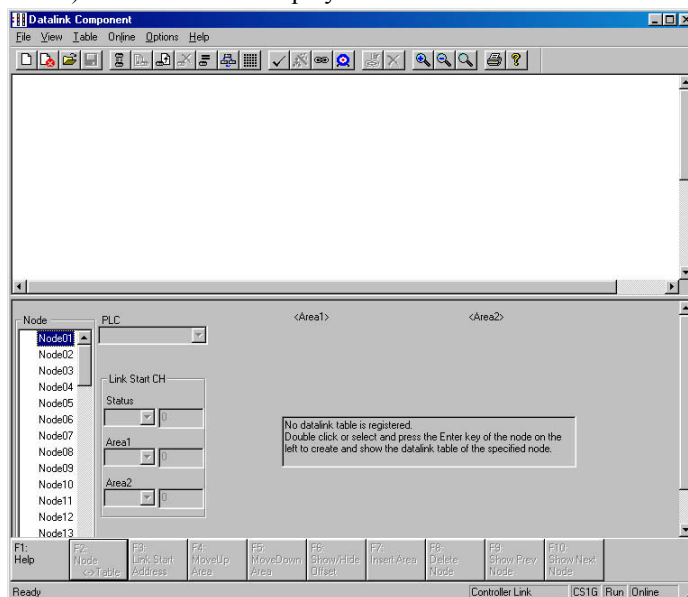 Datalink Component
File View Table Online Options Help
Node
PLC
<Area1>
<Area2>
Node01
Node02
Node03
Node04
Node05
Node06
Node07
Node08
Node09
Node10
Node11
Node12
Node13
Link Start CH
Status
0
Area1
0
Area2
0
No datalink table is registered.
Double click or select and press the Enter key of the node on the
left to create and show the datalink table of the specified node.
F1:
Help
F2:
Node
<->Table
F3:
Link Start
Address
F4:
MoveUp
Area
F5:
MoveDown
Area
F6:
Show/Hide
Offset
F7:
Insert Area
F8:
Delete
Node
F9:
Show Prev
Node
F10:
Show Next
Node
Ready
Controller Link
CS1G
Run
Online